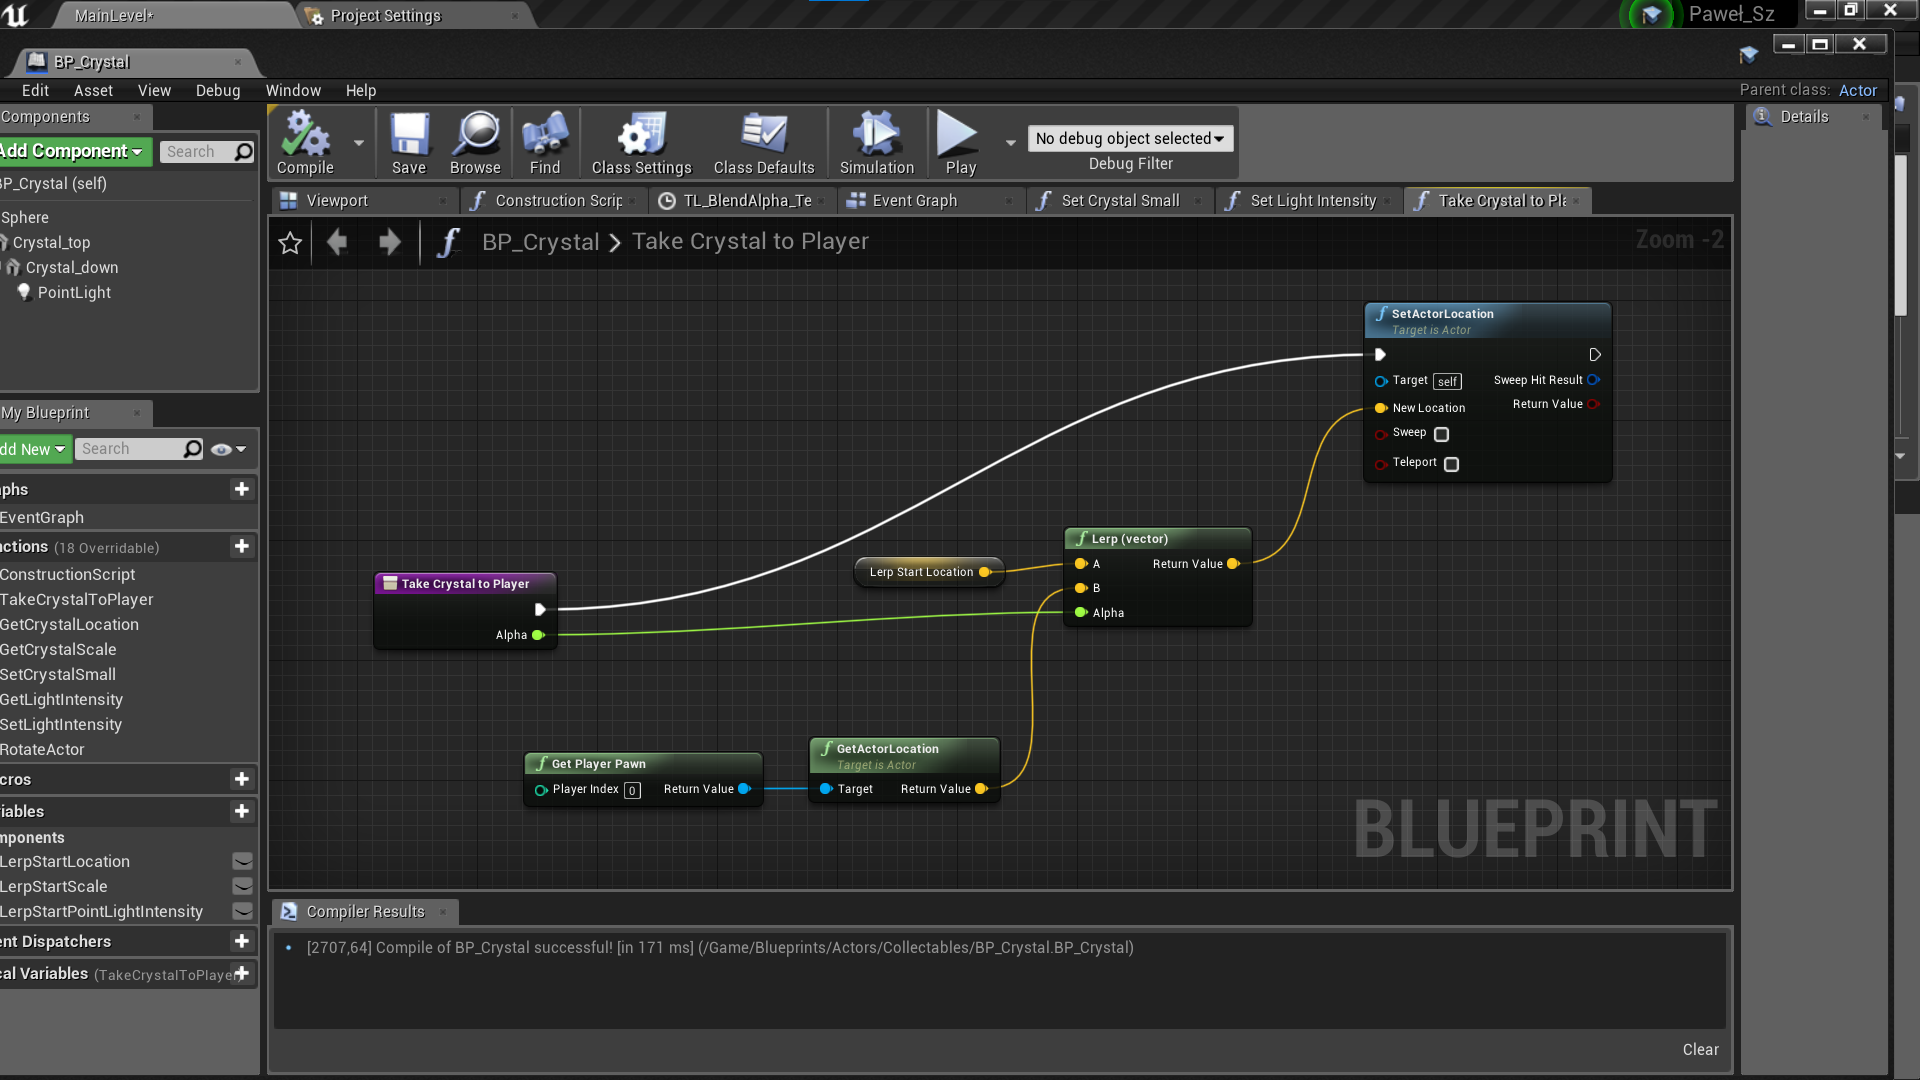 MainLevel*
Project Settings
Paweł_Sz
BP_Crystal
Edit Asset View Debug Window Help
Parent class: Actor
Components
Add Component
Search
BP_Crystal (self)
Sphere
Crystal_top
Crystal_down
PointLight
Compile
Save
Browse
Find
Class Settings
Class Defaults
Simulation
Play
No debug object selected
Debug Filter
Details
Viewport
Construction Scrip
TL_BlendAlpha_Te
Event Graph
Set Crystal Small
Set Light Intensity
Take Crystal to Pla
BP_Crystal > Take Crystal to Player
Zoom -2
My Blueprint
dd New
Search
phs
EventGraph
nctions (18 Overridable)
ConstructionScript
TakeCrystalToPlayer
GetCrystalLocation
GetCrystalScale
SetCrystalSmall
GetLightIntensity
SetLightIntensity
RotateActor
cros
iables
mponents
LerpStartLocation
LerpStartScale
LerpStartPointLightIntensity
ent Dispatchers
cal Variables (TakeCrystalToPlayer
SetActorLocation
Target is Actor
Target self
Sweep Hit Result
New Location
Return Value
Sweep
Teleport
Lerp (vector)
A
Return Value
B
Alpha
Lerp Start Location
Take Crystal to Player
Alpha
Get Player Pawn
Player Index 0
Return Value
GetActorLocation
Target is Actor
Target
Return Value
BLUEPRINT
Compiler Results
[2707,64] Compile of BP_Crystal successful! [in 171 ms] (/Game/Blueprints/Actors/Collectables/BP_Crystal.BP_Crystal)
Clear